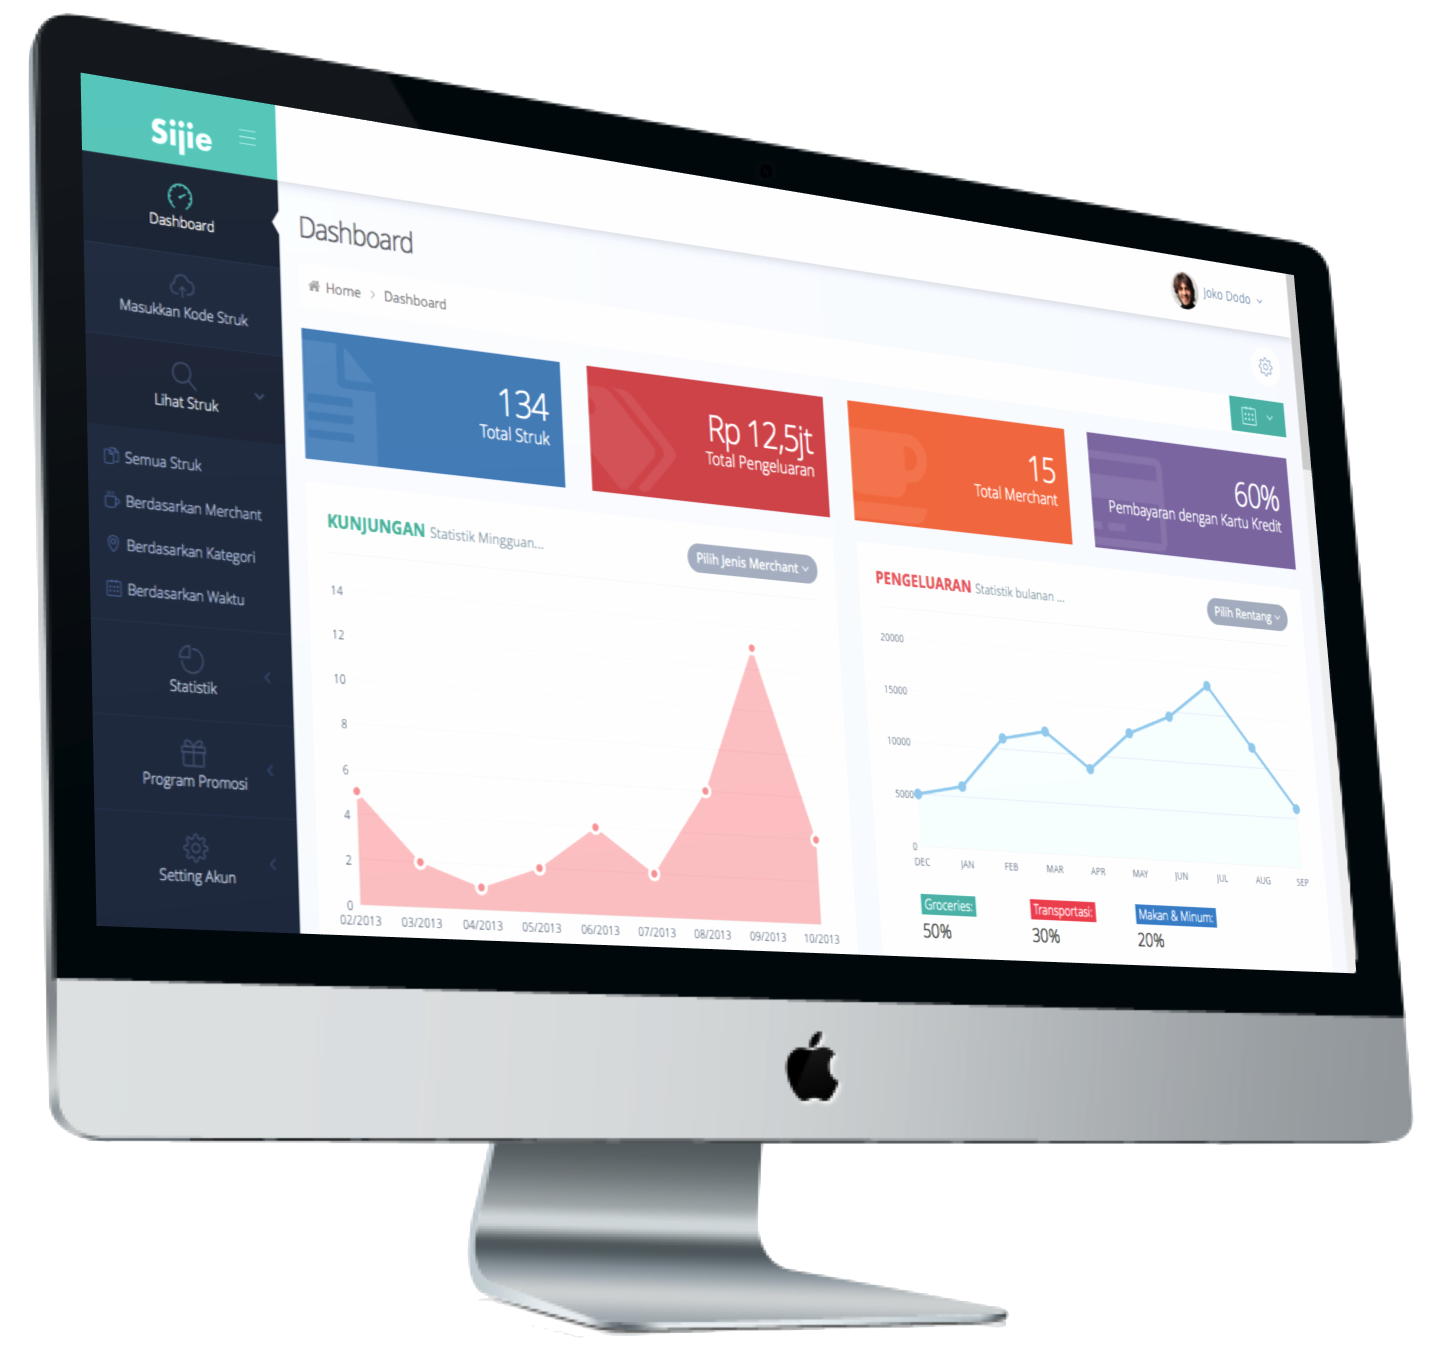 Sijie
Dashboard
Masukkan Kode Struk
Lihat Struk
Semua Struk
Berdasarkan Merchant
Berdasarkan Kategori
Berdasarkan Waktu
Statistik
Program Promosi
Setting Akun
Joko Dodo
Dashboard
Home > Dashboard
134
Total Struk
Rp 12,5jt
Total Pengeluaran
15
Total Merchant
60%
Pembayaran dengan Kartu Kredit
KUNJUNGAN Statistik Mingguan...
Pilih Jenis Merchant
14
12
10
8
6
4
2
0
02/2013 03/2013 04/2013 05/2013 06/2013 07/2013 08/2013 09/2013 10/2013
PENGELUARAN Statistik bulanan ...
Pilih Rentang
20000
15000
10000
5000
0
DEC JAN FEB MAR APR MAY JUN JUL AUG SEP
Groceries: Transportasi: Makan & Minum:
50% 30% 20%